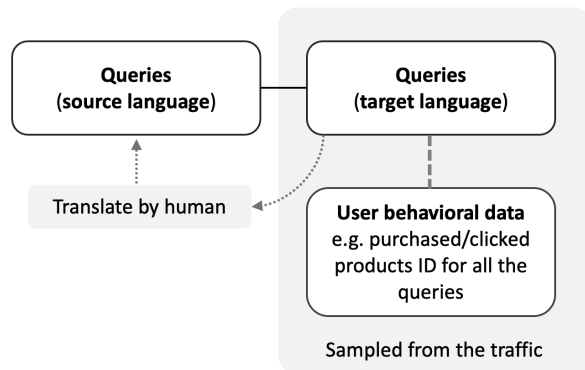 Queries
(source language)
Queries
(target language)
Translate by human
User behavioral data
e.g. purchased/clicked
products ID for all the
queries
Sampled from the traffic